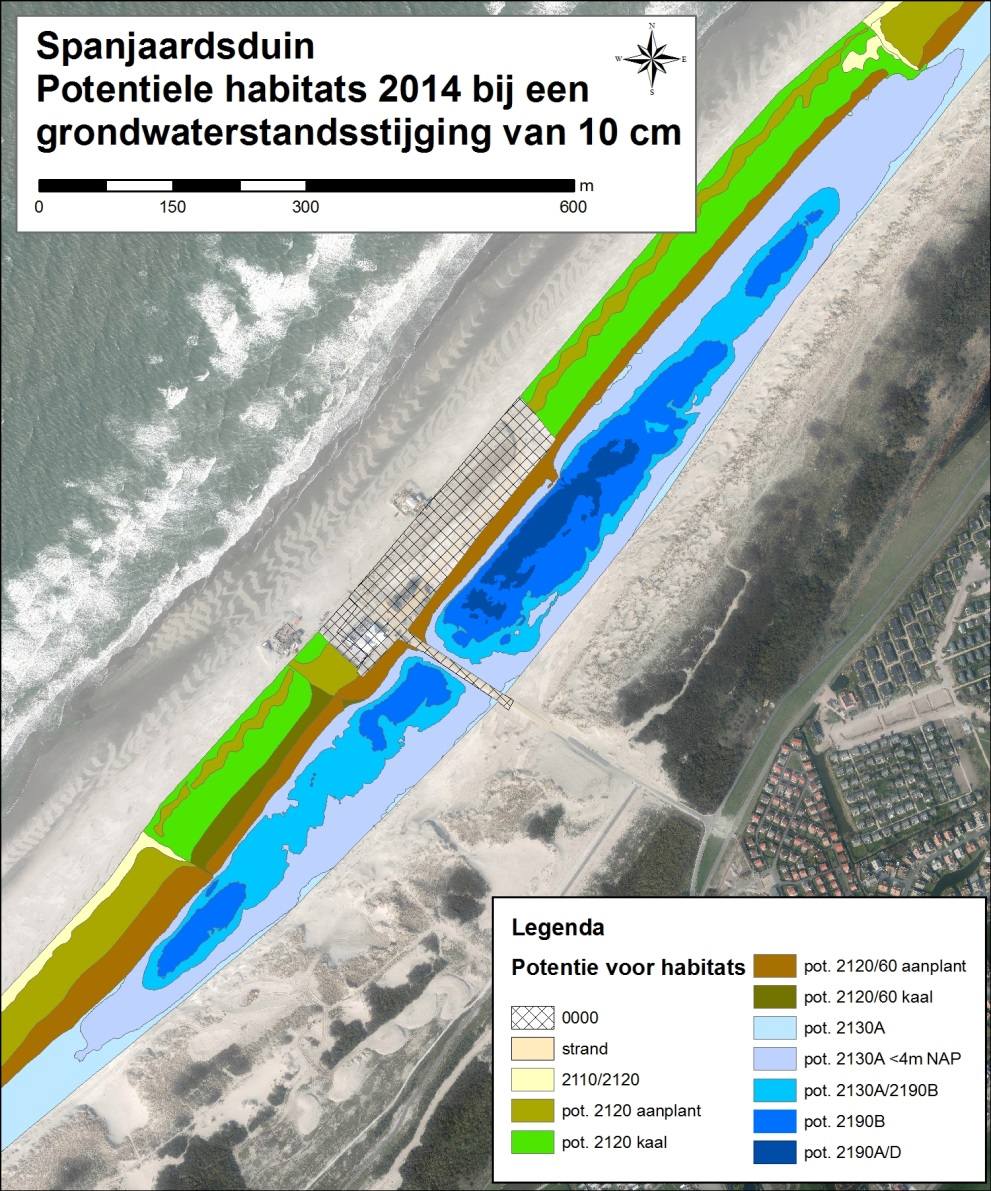 Spanjaardsduin
Potentiele habitats 2014 bij een
grondwaterstandsstijging van 10 cm
N
W E
S
m
0 150 300 600
Legenda
Potentie voor habitats
0000
strand
2110/2120
pot. 2120 aanplant
pot. 2120 kaal
pot. 2120/60 aanplant
pot. 2120/60 kaal
pot. 2130A
pot. 2130A <4m NAP
pot. 2130A/2190B
pot. 2190B
pot. 2190A/D